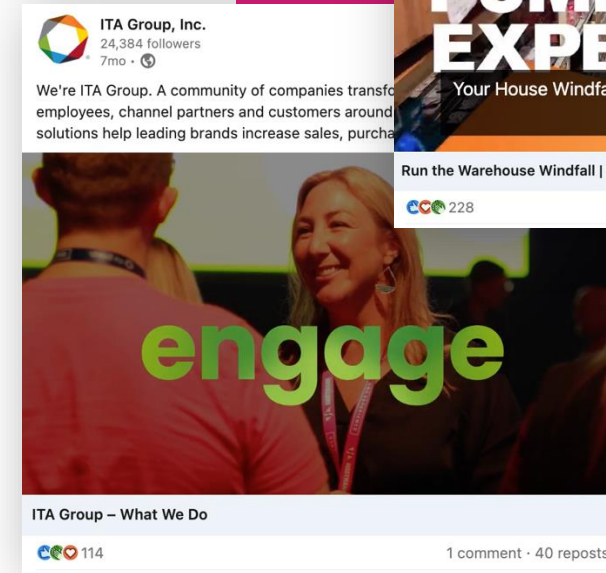 ITA Group, Inc.
24,384 followers
7mo •
We're ITA Group. A community of companies transfo
employees, channel partners and customers around
solutions help leading brands increase sales, purcha
EXPE
Your House Windfa
Run the Warehouse Windfall |
228
engage
ITA Group – What We Do
114
1 comment · 40 reposts